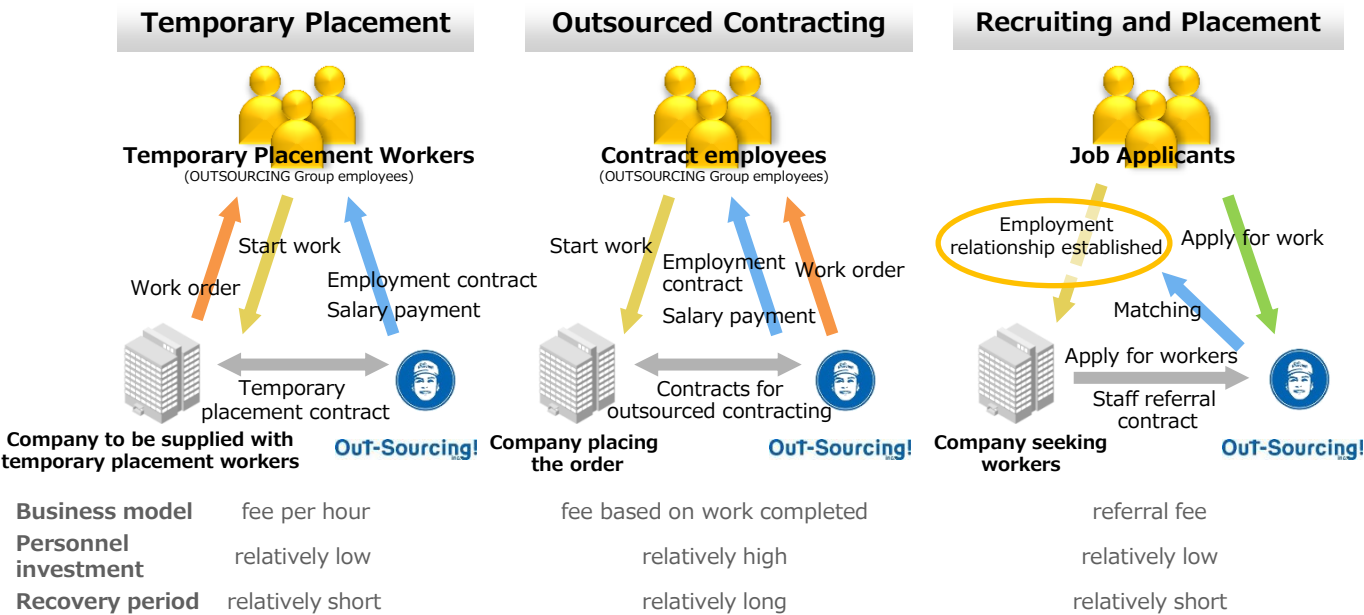 Temporary Placement
Temporary Placement Workers
(OUTSOURCING Group employees)
Start work
Work order
Employment contract
Salary payment
Temporary
placement contract
Company to be supplied with
temporary placement workers
OuT-Sourcing!
Outsourced Contracting
Contract employees
(OUTSOURCING Group employees)
Start work
Employment
contract
Work order
Salary payment
Contracts for
outsourced contracting
Company placing
the order
OuT-Sourcing!
Recruiting and Placement
Job Applicants
Employment
relationship established
Apply for work
Matching
Apply for workers
Staff referral
contract
Company seeking
workers
OuT-Sourcing!
Business model fee per hour fee based on work completed referral fee
Personnel
investment relatively low relatively high relatively low
Recovery period relatively short relatively long relatively short